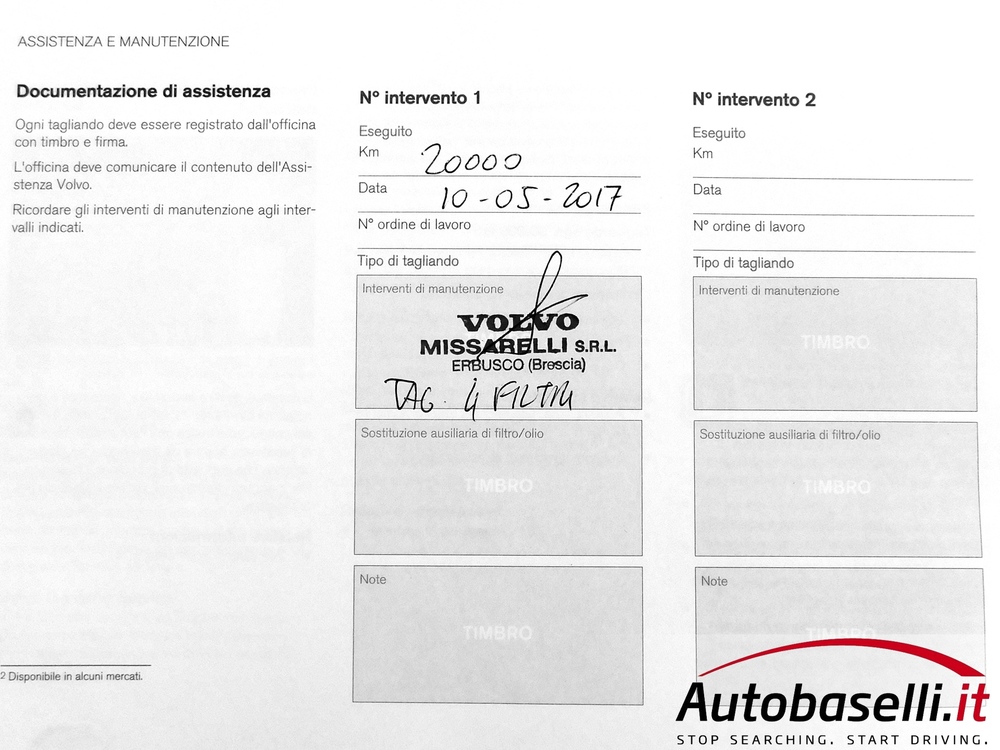 ASSISTENZA E MANUTENZIONE
Documentazione di assistenza
Ogni tagliando deve essere registrato dall'officina
con timbro e firma.
L'officina deve comunicare il contenuto dell'Assi-
stenza Volvo.
Ricordare gli interventi di manutenzione agli inter-
valli indicati.
2 Disponibile in alcuni mercati.
N° intervento 1
Eseguito
Km 20000
Data 10-05-2017
N° ordine di lavoro
Tipo di tagliando
Interventi di manutenzione
VOLVO
MISSARELLI S.R.L.
ERBUSCO (Brescia)
TAG. 4 FILTRI
Sostituzione ausiliaria di filtro/olio
TIMBRO
Note
TIMBRO
N° intervento 2
Eseguito
Km
Data
N° ordine di lavoro
Tipo di tagliando
Interventi di manutenzione
TIMBRO
Sostituzione ausiliaria di filtro/olio
TIMBRO
Note
TIMBRO
Autobaselli.it
STOP SEARCHING. START DRIVING.